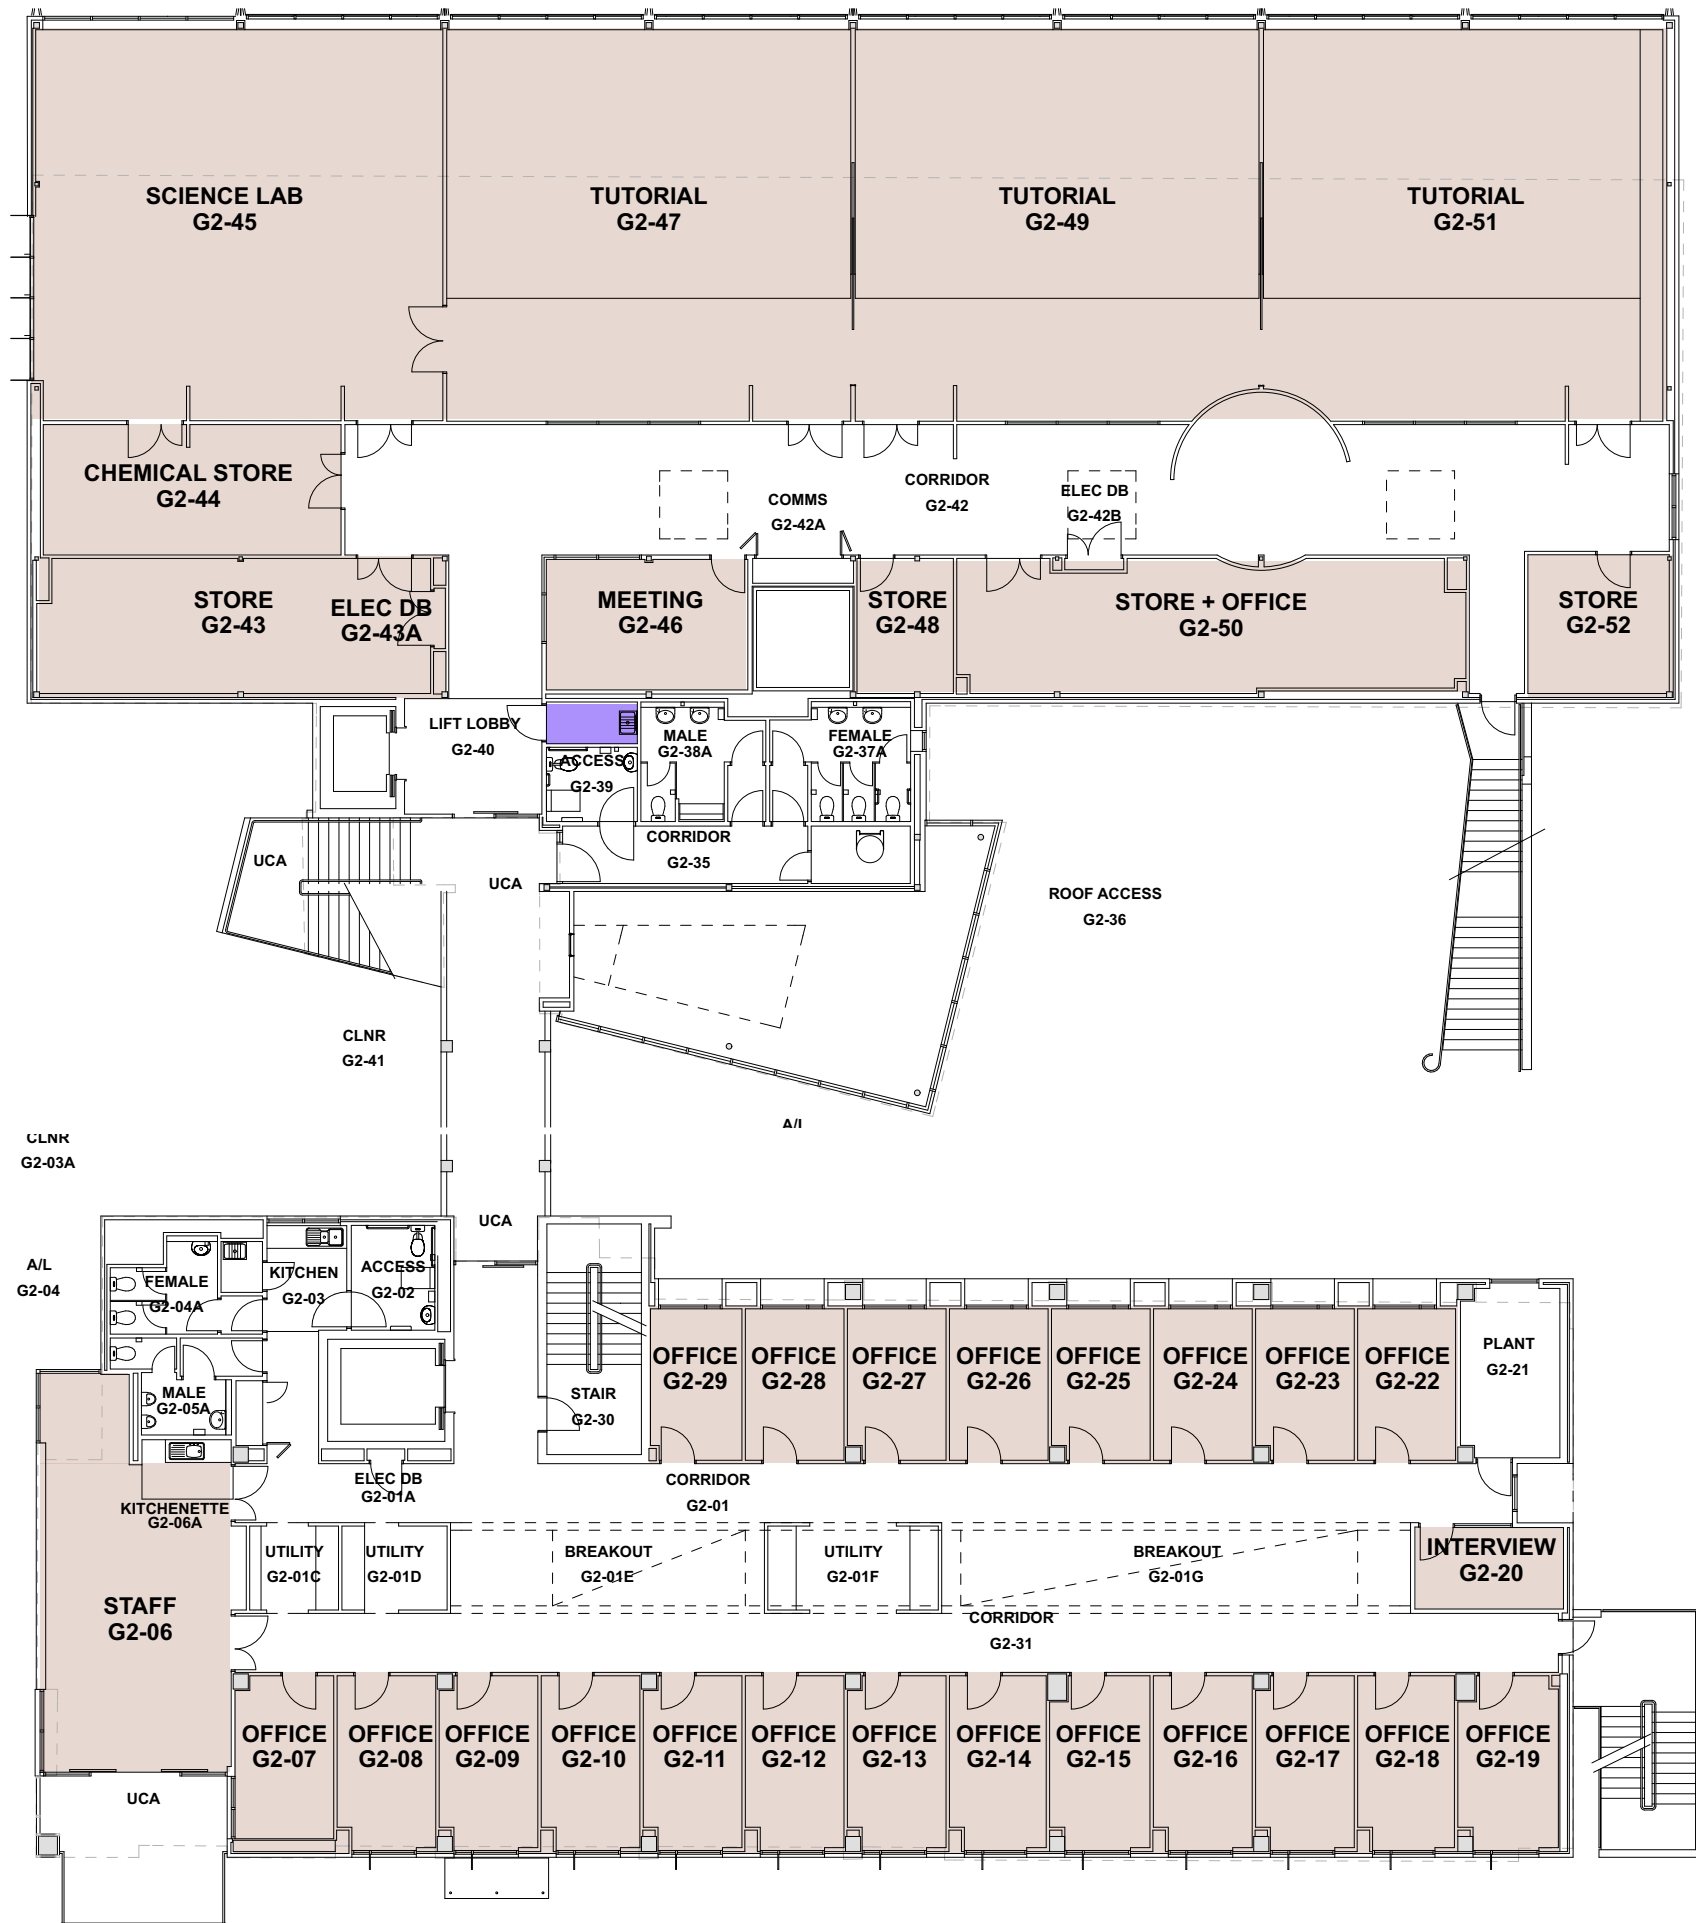 SCIENCE LAB
G2-45
TUTORIAL
G2-47
TUTORIAL
G2-49
TUTORIAL
G2-51
CHEMICAL STORE
G2-44
COMMS
G2-42A
CORRIDOR
G2-42
ELEC DB
G2-42B
STORE
G2-43
ELEC DB
G2-43A
MEETING
G2-46
STORE
G2-48
STORE + OFFICE
G2-50
STORE
G2-52
LIFT LOBBY
G2-40
MALE
G2-38A
FEMALE
G2-37A
ACCESS
G2-39
CORRIDOR
G2-35
UCA
UCA
ROOF ACCESS
G2-36
CLNR
G2-41
A/L
CLNR
G2-03A
UCA
A/L
G2-04
FEMALE
G2-04A
KITCHEN
G2-03
ACCESS
G2-02
MALE
G2-05A
STAIR
G2-30
OFFICE
G2-29
OFFICE
G2-28
OFFICE
G2-27
OFFICE
G2-26
OFFICE
G2-25
OFFICE
G2-24
OFFICE
G2-23
OFFICE
G2-22
PLANT
G2-21
ELEC DB
G2-01A
CORRIDOR
G2-01
KITCHENETTE
G2-06A
UTILITY
G2-01C
UTILITY
G2-01D
BREAKOUT
G2-01E
UTILITY
G2-01F
BREAKOUT
G2-01G
INTERVIEW
G2-20
STAFF
G2-06
CORRIDOR
G2-31
OFFICE
G2-07
OFFICE
G2-08
OFFICE
G2-09
OFFICE
G2-10
OFFICE
G2-11
OFFICE
G2-12
OFFICE
G2-13
OFFICE
G2-14
OFFICE
G2-15
OFFICE
G2-16
OFFICE
G2-17
OFFICE
G2-18
OFFICE
G2-19
UCA